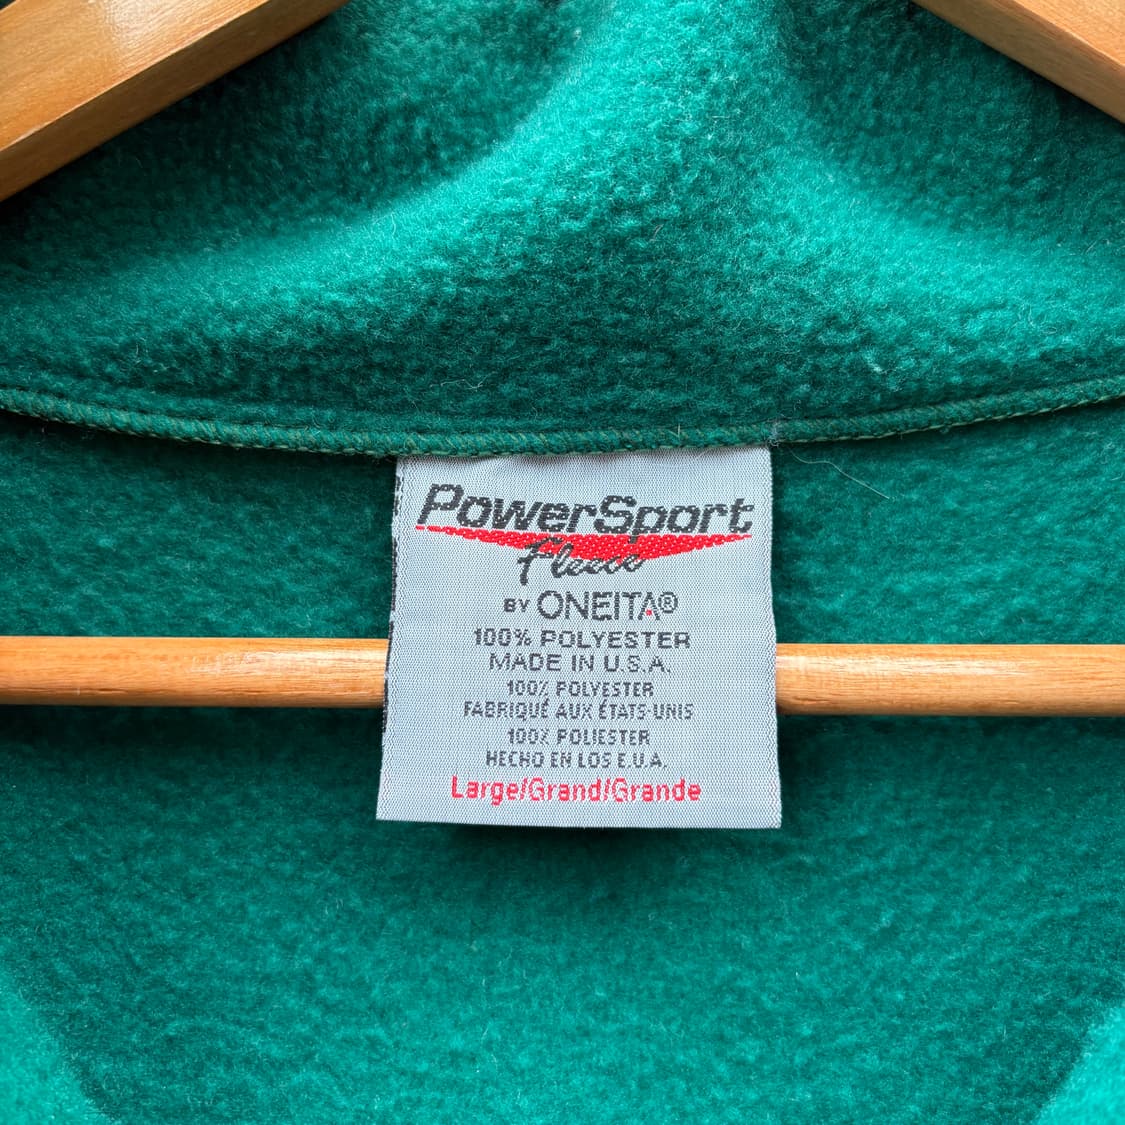 PowerSport
Fleece
BY ONEITA®
100% POLYESTER
MADE IN U.S.A.
100% POLYESTER
FABRIQUÉ AUX ÉTATS-UNIS
100% POLIESTER
HECHO EN LOS E.U.A.
Large/Grand/Grande